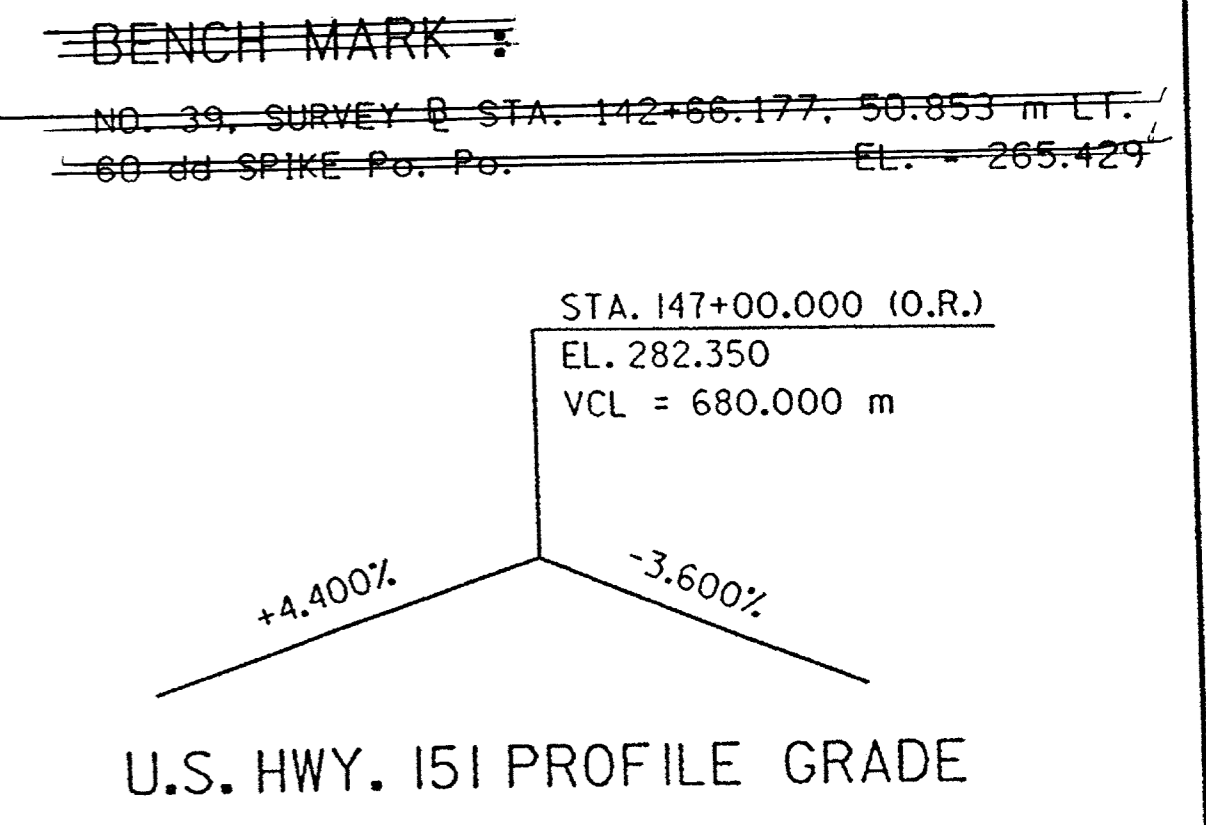 BENCH MARK :
NO. 39, SURVEY ℄ STA. 142+66.177, 50.853 m LT.
60 dd SPIKE Po. Po. EL. = 265.429
STA. 147+00.000 (O.R.)
EL. 282.350
VCL = 680.000 m
+4.400%
-3.600%
U.S. HWY. 151 PROFILE GRADE